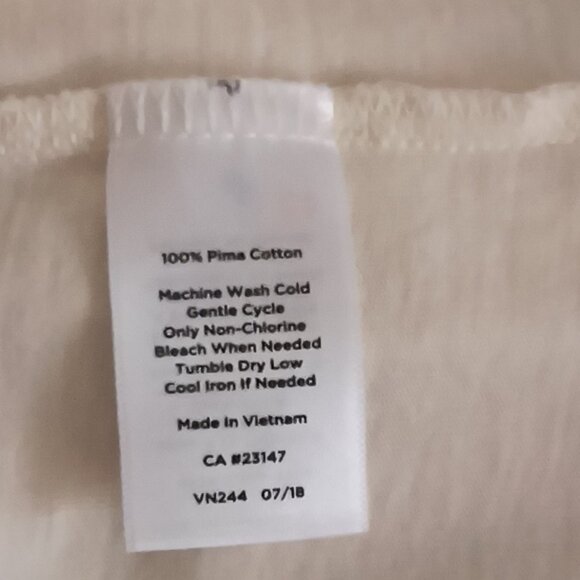 100% Pima Cotton
Machine Wash Cold
Gentle Cycle
Only Non-Chlorine
Bleach When Needed
Tumble Dry Low
Cool Iron If Needed
Made In Vietnam
CA #23147
VN244 07/18